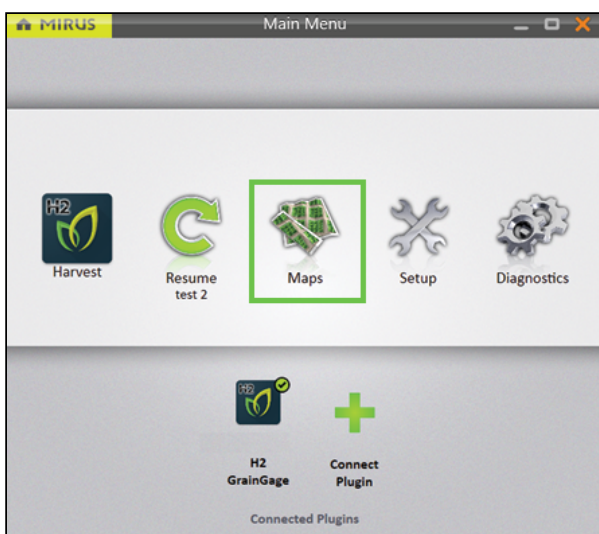 MIRUS
Main Menu
H2
Harvest
Resume
test 2
Maps
Setup
Diagnostics
H2
H2
GrainGage
Connect
Plugin
Connected Plugins